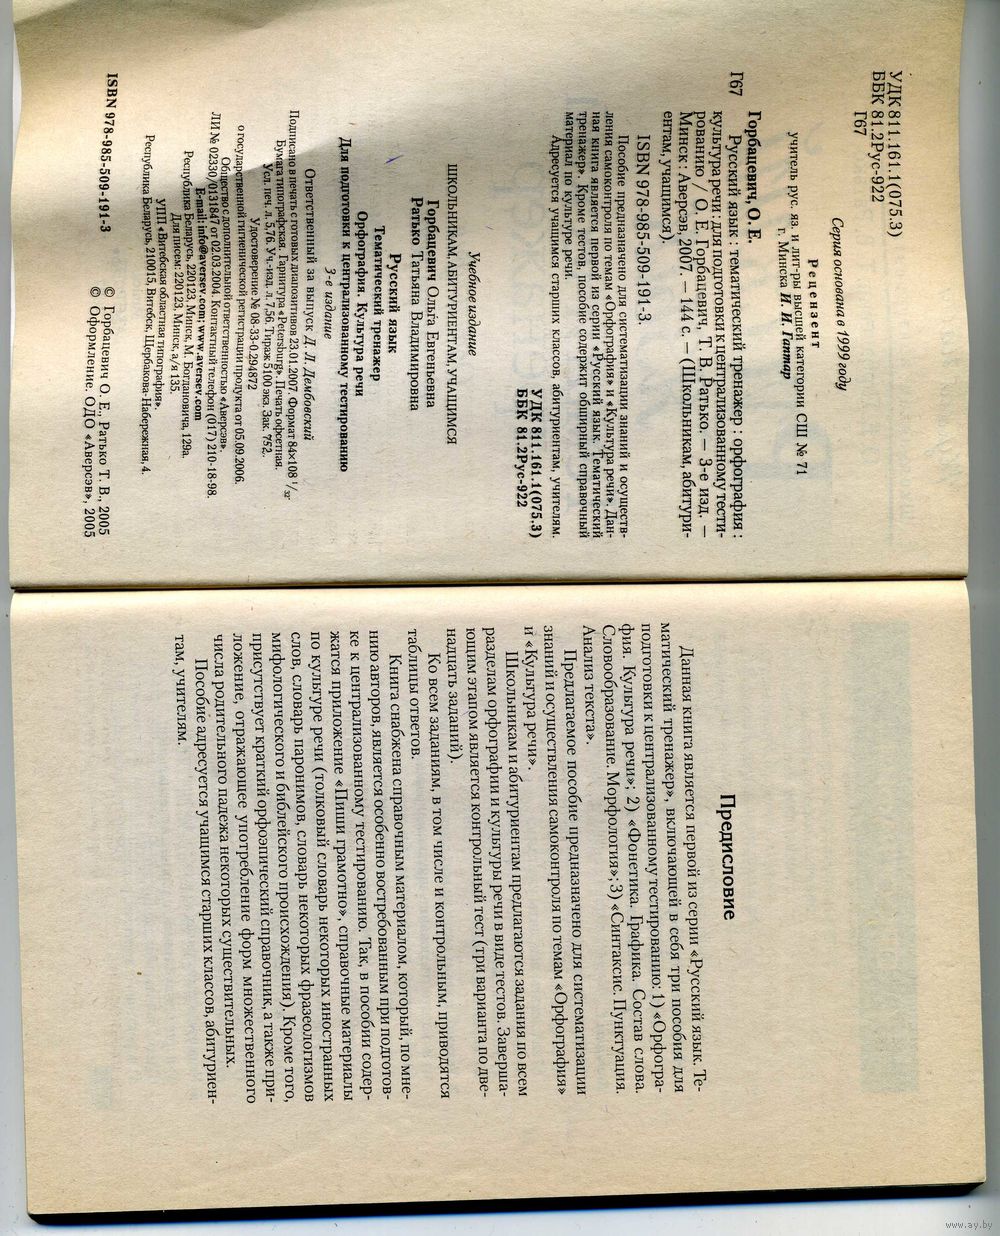 УДК 811.161.1(075.3)
ББК 81.2Рус-922
Г67
Серия основана в 1999 году
Рецензент
учитель рус. яз. и лит-ры высшей категории СШ № 71
г. Минска И. И. Гаптар
Горбацевич, О. Е.
Г67 Русский язык : тематический тренажер : орфография :
культура речи : для подготовки к централизованному тести-
рованию / О. Е. Горбацевич, Т. В. Ратько. — 3-е изд. —
Минск : Аверсэв, 2007. — 144 с. — (Школьникам, абитури-
ентам, учащимся).
ISBN 978-985-509-191-3.
Пособие предназначено для систематизации знаний и осуществ-
ления самоконтроля по темам «Орфография» и «Культура речи». Дан-
ная книга является первой из серии «Русский язык. Тематический
тренажер». Кроме тестов, пособие содержит обширный справочный
материал по культуре речи.
Адресуется учащимся старших классов, абитуриентам, учителям.
УДК 811.161.1(075.3)
ББК 81.2Рус-922
Учебное издание
ШКОЛЬНИКАМ, АБИТУРИЕНТАМ, УЧАЩИМСЯ
Горбацевич Ольга Евгеньевна
Ратько Татьяна Владимировна
Русский язык
Тематический тренажер
Орфография. Культура речи
Для подготовки к централизованному тестированию
3-е издание
Ответственный за выпуск Д. Л. Дембовский
Подписано в печать с готовых диапозитивов 23.01.2007. Формат 84×108 1/32.
Бумага типографская. Гарнитура «Petersburg». Печать офсетная.
Усл. печ. л. 5,76. Уч.-изд. л. 7,56. Тираж 5100 экз. Зак. 752.
Удостоверение № 08-33-0.294872
о государственной гигиенической регистрации продукта от 05.09.2006.
Общество с дополнительной ответственностью «Аверсэв».
ЛИ № 02330/0131847 от 02.03.2004. Контактный телефон (017) 210-18-98.
E-mail: info@aversev.com; www.aversev.com
Республика Беларусь, 220123, Минск, М. Богдановича, 129а.
Для писем: 220123, Минск, а/я 135.
УПП «Витебская областная типография».
Республика Беларусь, 210015, Витебск, Щербакова-Набережная, 4.
ISBN 978-985-509-191-3
© Горбацевич О. Е., Ратько Т. В., 2005
© Оформление. ОДО «Аверсэв», 2005
Предисловие
Данная книга является первой из серии «Русский язык. Те-
матический тренажер», включающей в себя три пособия для
подготовки к централизованному тестированию: 1) «Орфогра-
фия. Культура речи»; 2) «Фонетика. Графика. Состав слова.
Словообразование. Морфология»; 3) «Синтаксис. Пунктуация.
Анализ текста».
Предлагаемое пособие предназначено для систематизации
знаний и осуществления самоконтроля по темам «Орфография»
и «Культура речи».
Школьникам и абитуриентам предлагаются задания по всем
разделам орфографии и культуры речи в виде тестов. Заверша-
ющим этапом является контрольный тест (три варианта по две-
надцать заданий).
Ко всем заданиям, в том числе и контрольным, приводятся
таблицы ответов.
Книга снабжена справочным материалом, который, по мне-
нию авторов, является особенно востребованным при подготов-
ке к централизованному тестированию. Так, в пособии содер-
жатся приложение «Пиши грамотно», справочные материалы
по культуре речи (толковый словарь некоторых иностранных
слов, словарь паронимов, словарь некоторых фразеологизмов
мифологического и библейского происхождения). Кроме того,
присутствует краткий орфоэпический справочник, а также при-
ложение, отражающее употребление форм множественного
числа родительного падежа некоторых существительных.
Пособие адресуется учащимся старших классов, абитуриен-
там, учителям.
www.ay.by